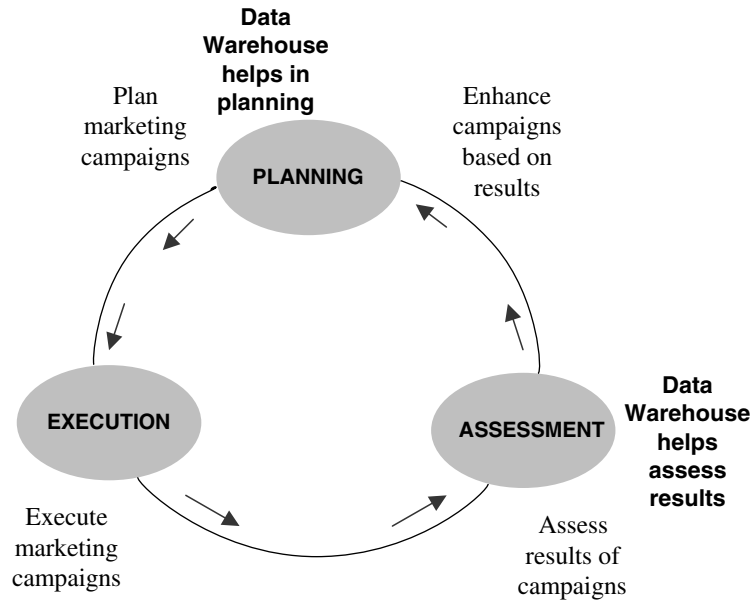 Data
Warehouse
helps in
planning
Plan
marketing
campaigns
Enhance
campaigns
based on
results
PLANNING
EXECUTION
ASSESSMENT
Data
Warehouse
helps
assess
results
Execute
marketing
campaigns
Assess
results of
campaigns